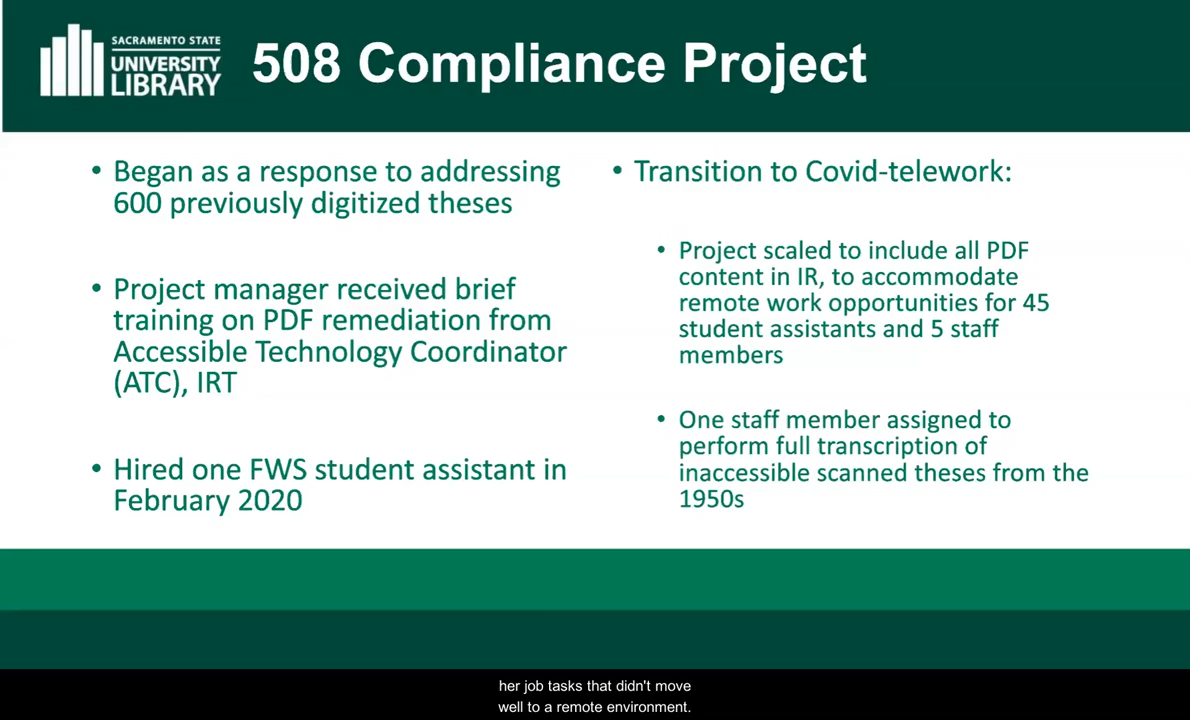 SACRAMENTO STATE
UNIVERSITY
LIBRARY
508 Compliance Project
• Began as a response to addressing
600 previously digitized theses
• Project manager received brief
training on PDF remediation from
Accessible Technology Coordinator
(ATC), IRT
• Hired one FWS student assistant in
February 2020
• Transition to Covid-telework:
• Project scaled to include all PDF
content in IR, to accommodate
remote work opportunities for 45
student assistants and 5 staff
members
• One staff member assigned to
perform full transcription of
inaccessible scanned theses from the
1950s
her job tasks that didn't move
well to a remote environment.